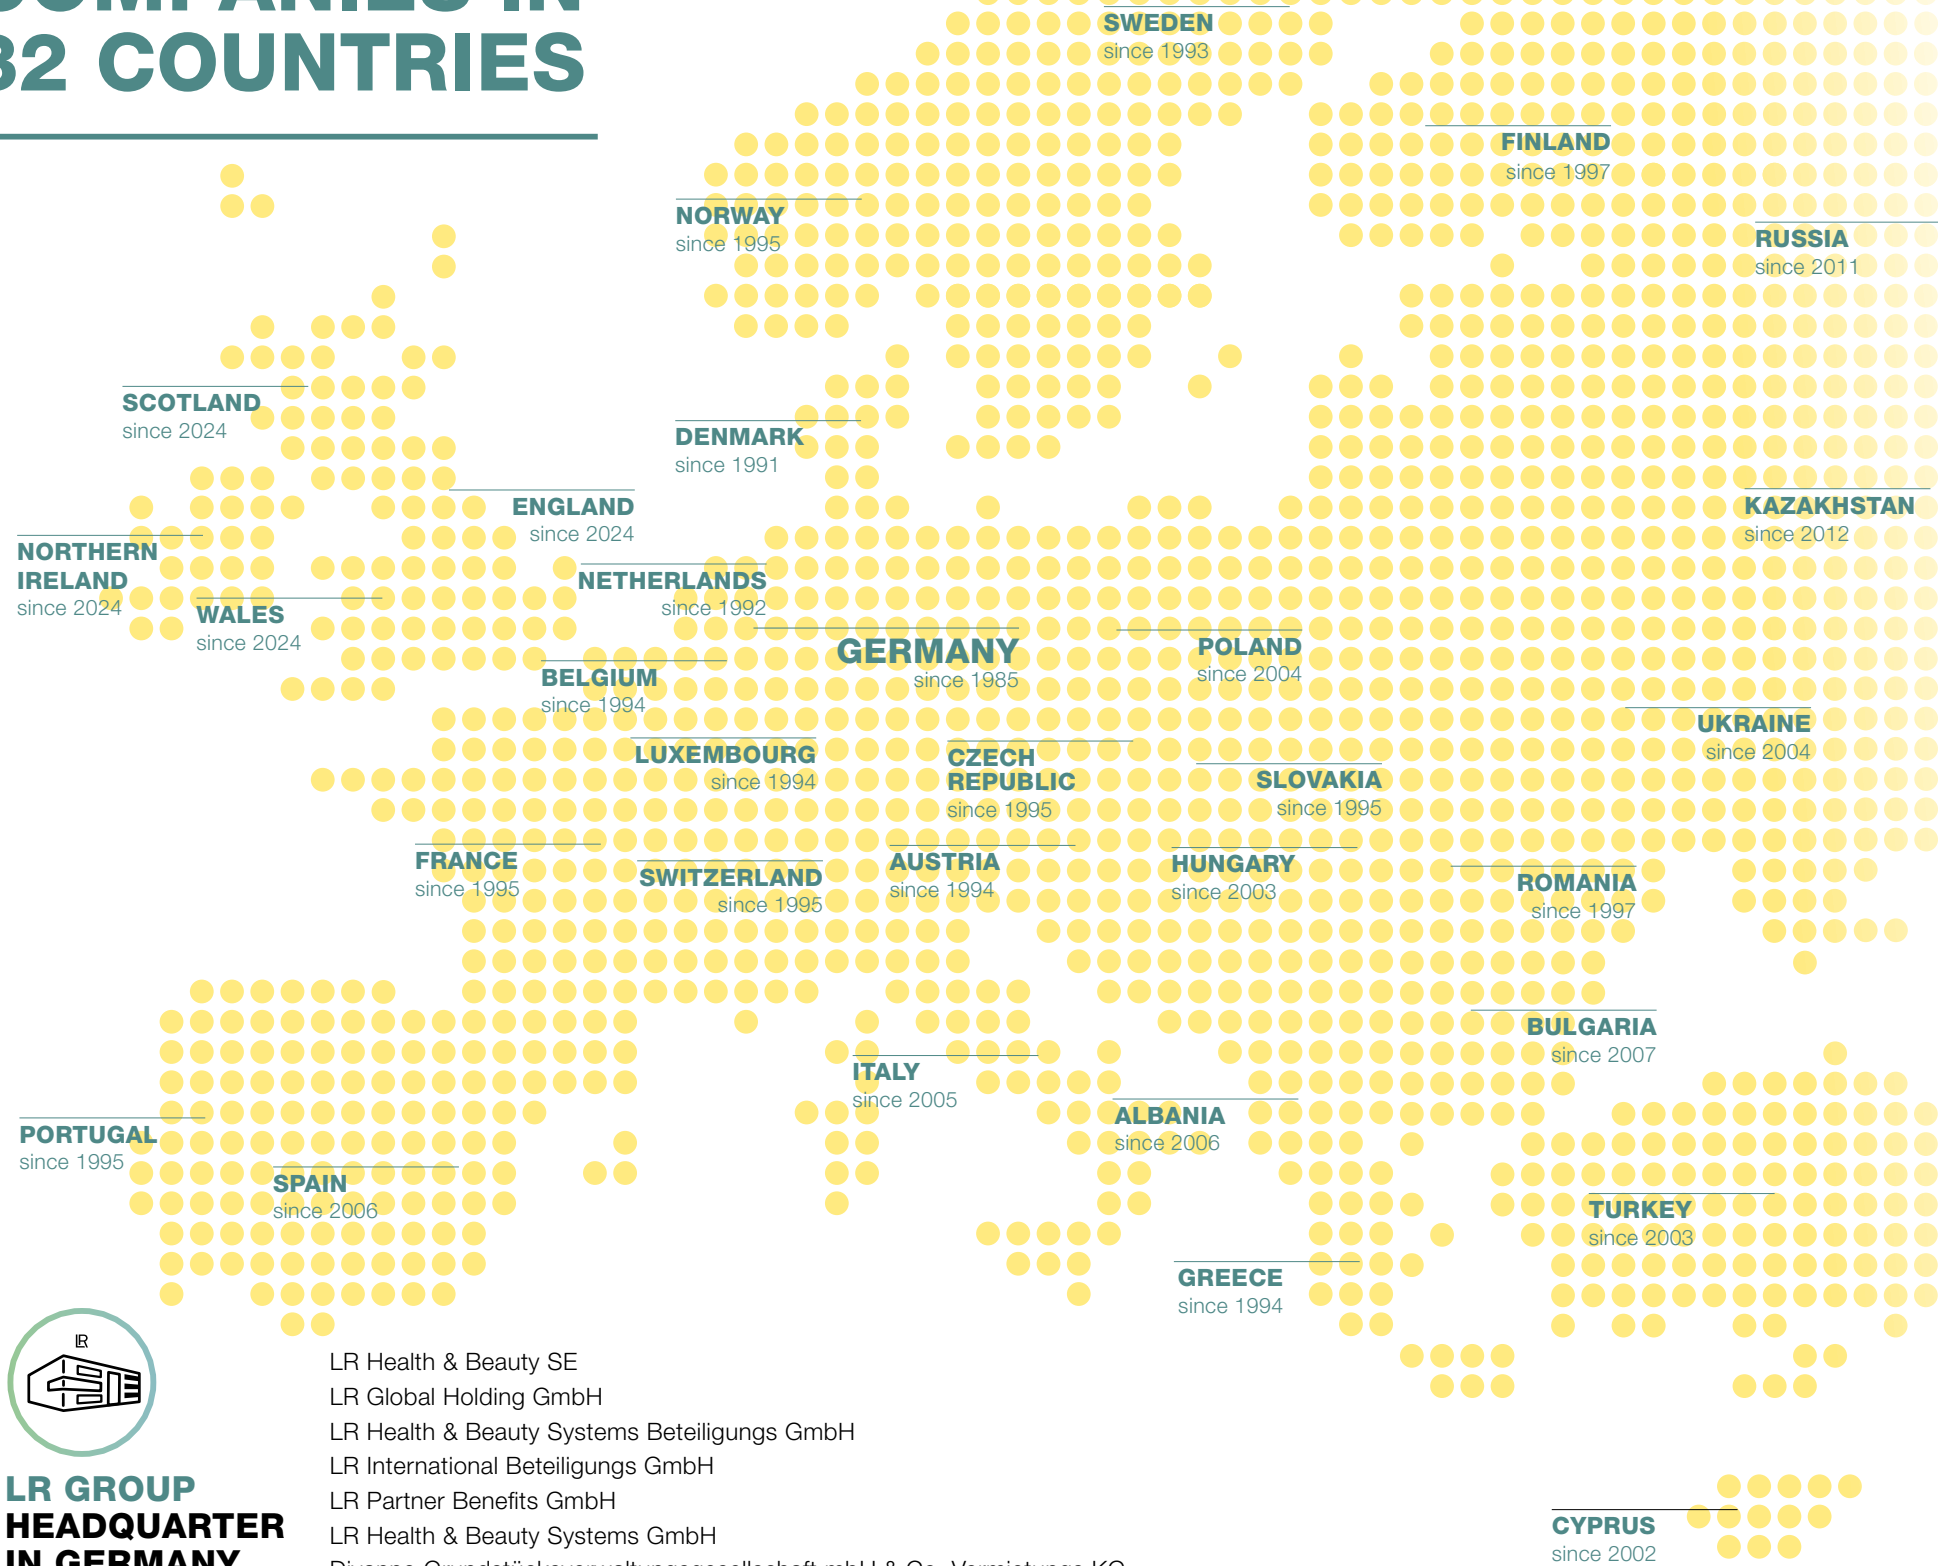 COMPANIES IN
32 COUNTRIES
SWEDEN
since 1993
FINLAND
since 1997
NORWAY
since 1995
RUSSIA
since 2011
SCOTLAND
since 2024
DENMARK
since 1991
ENGLAND
since 2024
KAZAKHSTAN
since 2012
NORTHERN
IRELAND
since 2024
NETHERLANDS
since 1992
WALES
since 2024
GERMANY
since 1985
POLAND
since 2004
BELGIUM
since 1994
UKRAINE
since 2004
LUXEMBOURG
since 1994
CZECH
REPUBLIC
since 1995
SLOVAKIA
since 1995
FRANCE
since 1995
SWITZERLAND
since 1995
AUSTRIA
since 1994
HUNGARY
since 2003
ROMANIA
since 1997
BULGARIA
since 2007
ITALY
since 2005
ALBANIA
since 2006
PORTUGAL
since 1995
SPAIN
since 2006
TURKEY
since 2003
GREECE
since 1994
LR
LR GROUP
HEADQUARTER
IN GERMANY
LR Health & Beauty SE
LR Global Holding GmbH
LR Health & Beauty Systems Beteiligungs GmbH
LR International Beteiligungs GmbH
LR Partner Benefits GmbH
LR Health & Beauty Systems GmbH
CYPRUS
since 2002